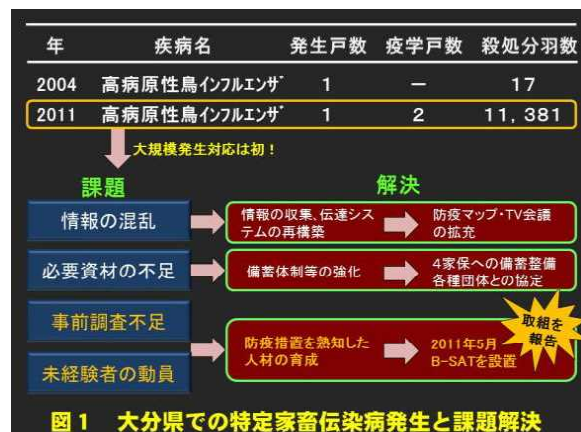 年 疾病名 発生戸数 疫学戸数 殺処分羽数
2004 高病原性鳥インフルエンザ 1 － 17
2011 高病原性鳥インフルエンザ 1 2 11,381
大規模発生対応は初！
課題 解決
情報の混乱
情報の収集、伝達シス
テムの再構築
防疫マップ・TV会議
の拡充
必要資材の不足
備蓄体制等の強化
4家保への備蓄整備
各種団体との協定
事前調査不足
未経験者の動員
防疫措置を熟知した
人材の育成
2011年5月
B-SATを設置
取組を
報告
図1 大分県での特定家畜伝染病発生と課題解決